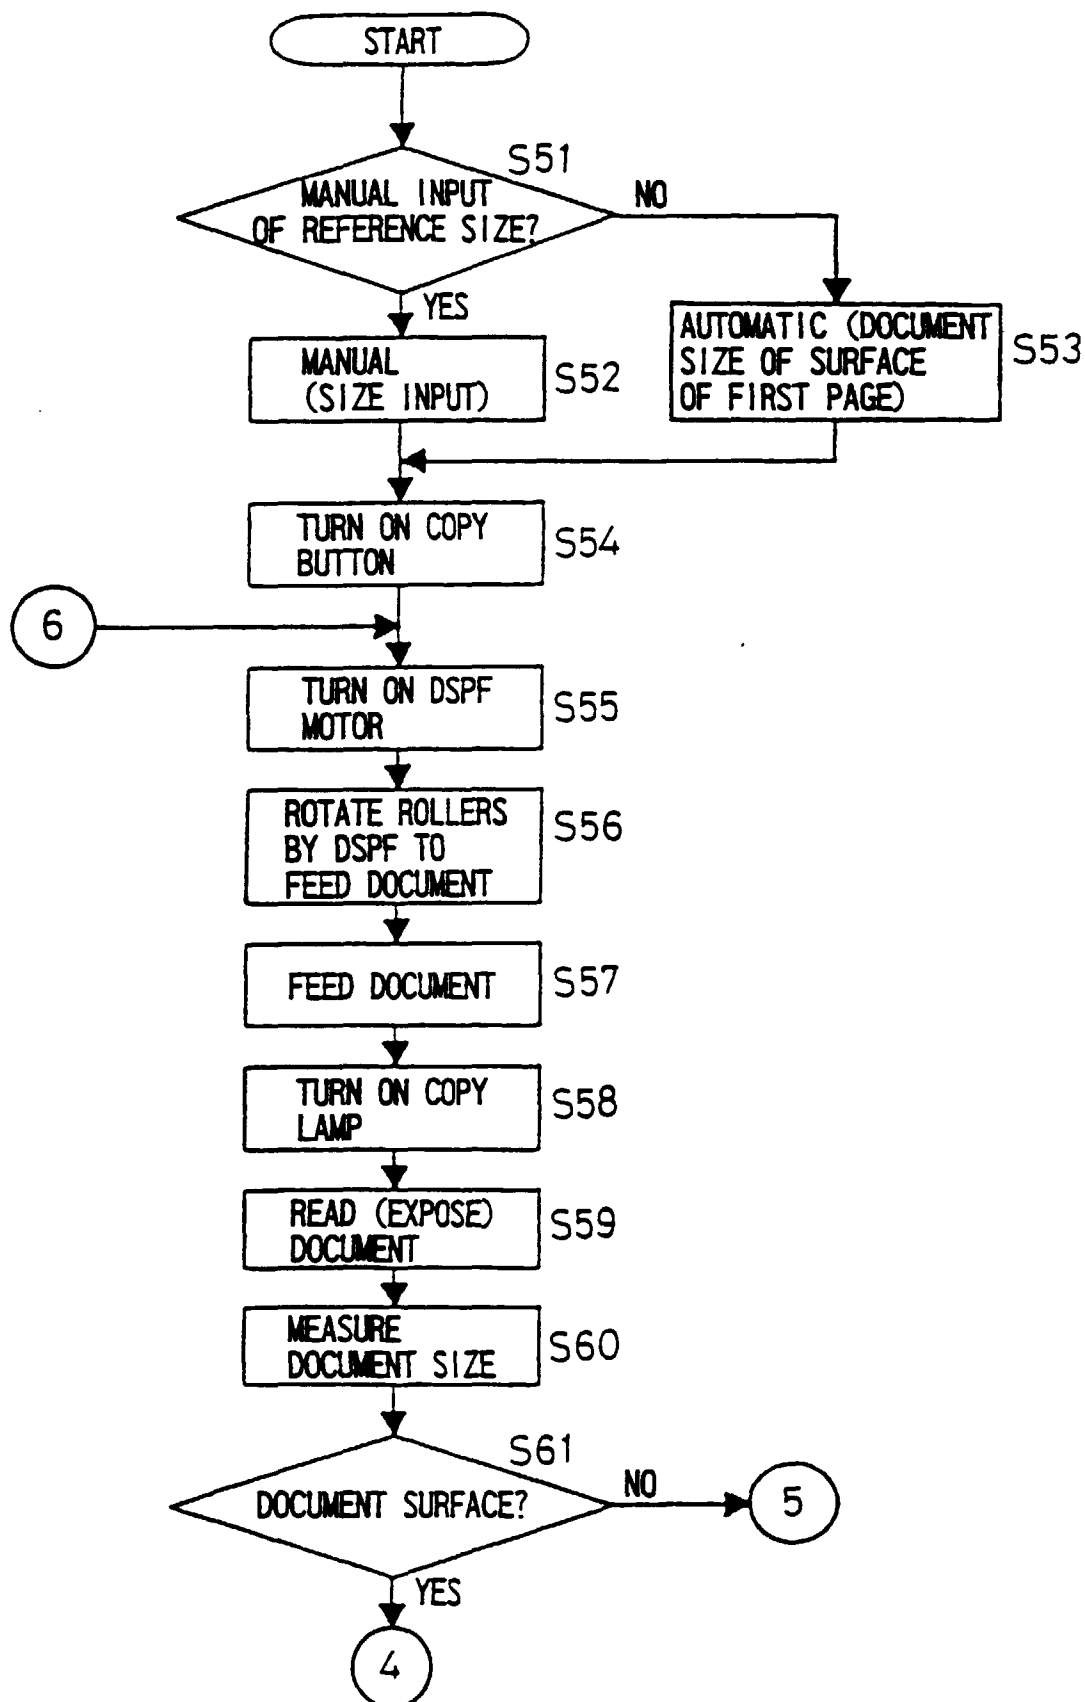 START
S51
MANUAL INPUT
OF REFERENCE SIZE?
NO
YES
MANUAL
(SIZE INPUT)
S52
AUTOMATIC (DOCUMENT
SIZE OF SURFACE
OF FIRST PAGE)
S53
TURN ON COPY
BUTTON
S54
6
TURN ON DSPF
MOTOR
S55
ROTATE ROLLERS
BY DSPF TO
FEED DOCUMENT
S56
FEED DOCUMENT
S57
TURN ON COPY
LAMP
S58
READ (EXPOSE)
DOCUMENT
S59
MEASURE
DOCUMENT SIZE
S60
S61
DOCUMENT SURFACE?
NO
5
YES
4